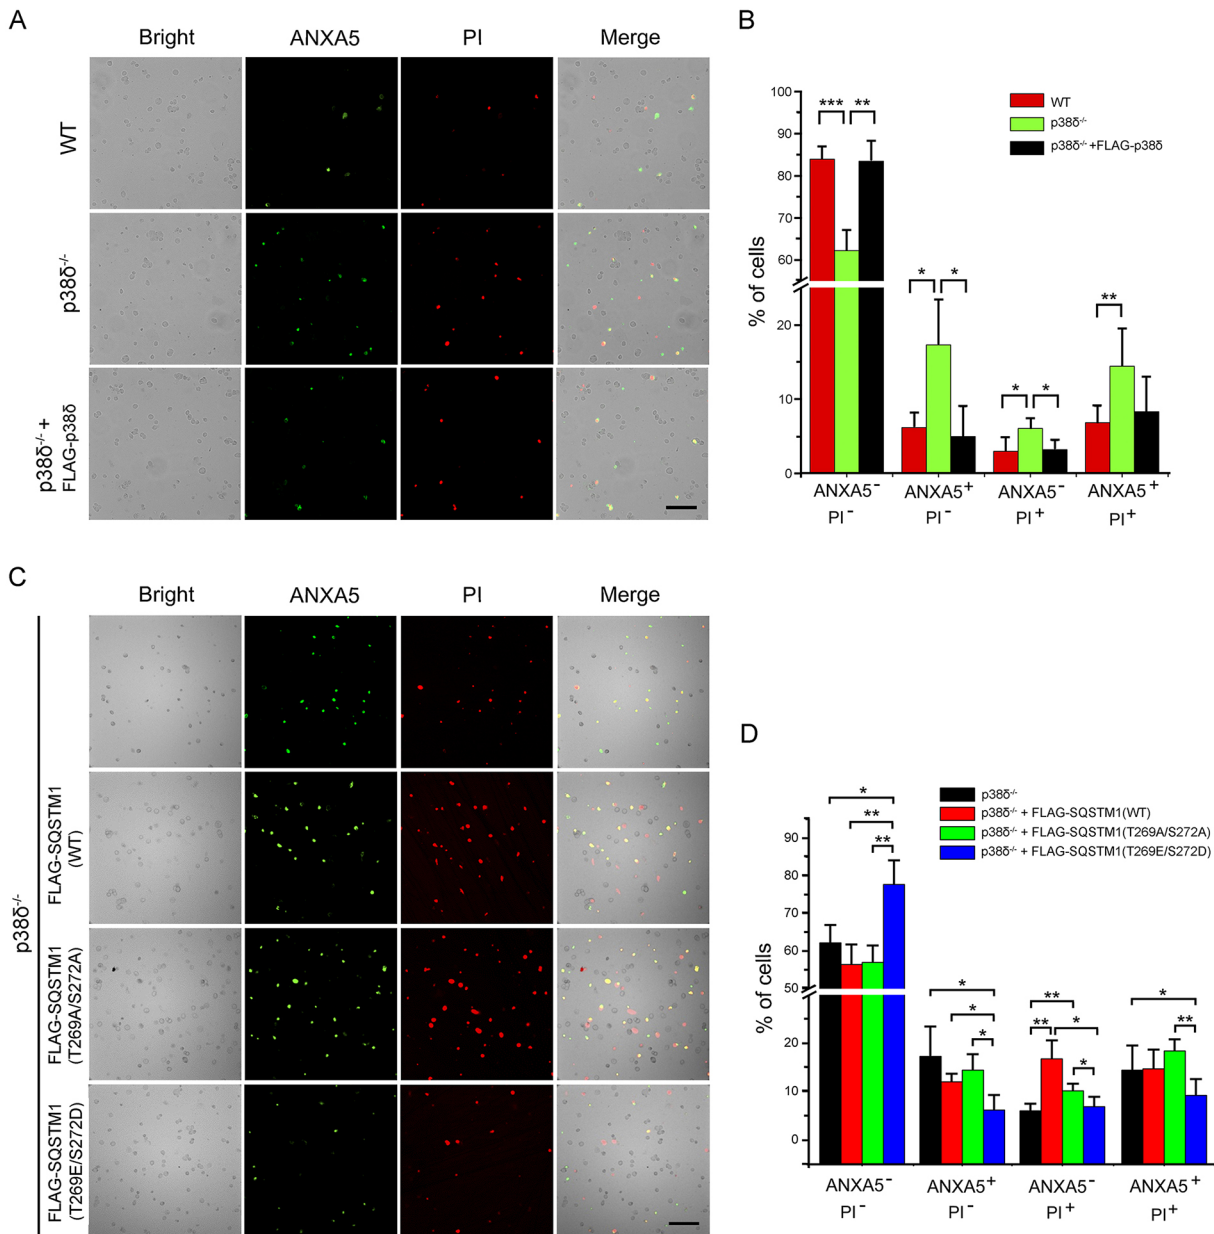 A
Bright ANXA5 PI Merge
WT
p38δ-/-
p38δ-/- +
FLAG-p38δ
B
WT
p38δ-/-
p38δ-/- +FLAG-p38δ
% of cells
100
90
80
70
60
20
10
0
*** **
* *
* *
**
ANXA5- ANXA5+ ANXA5- ANXA5+
PI- PI- PI+ PI+
C
Bright ANXA5 PI Merge
p38δ-/-
FLAG-SQSTM1
(WT)
FLAG-SQSTM1
(T269A/S272A)
FLAG-SQSTM1
(T269E/S272D)
D
p38δ-/-
p38δ-/- + FLAG-SQSTM1(WT)
p38δ-/- + FLAG-SQSTM1(T269A/S272A)
p38δ-/- + FLAG-SQSTM1(T269E/S272D)
% of cells
90
80
70
60
50
20
10
0
*
**
**
*
*
*
**
** *
*
*
**
ANXA5- ANXA5+ ANXA5- ANXA5+
PI- PI- PI+ PI+